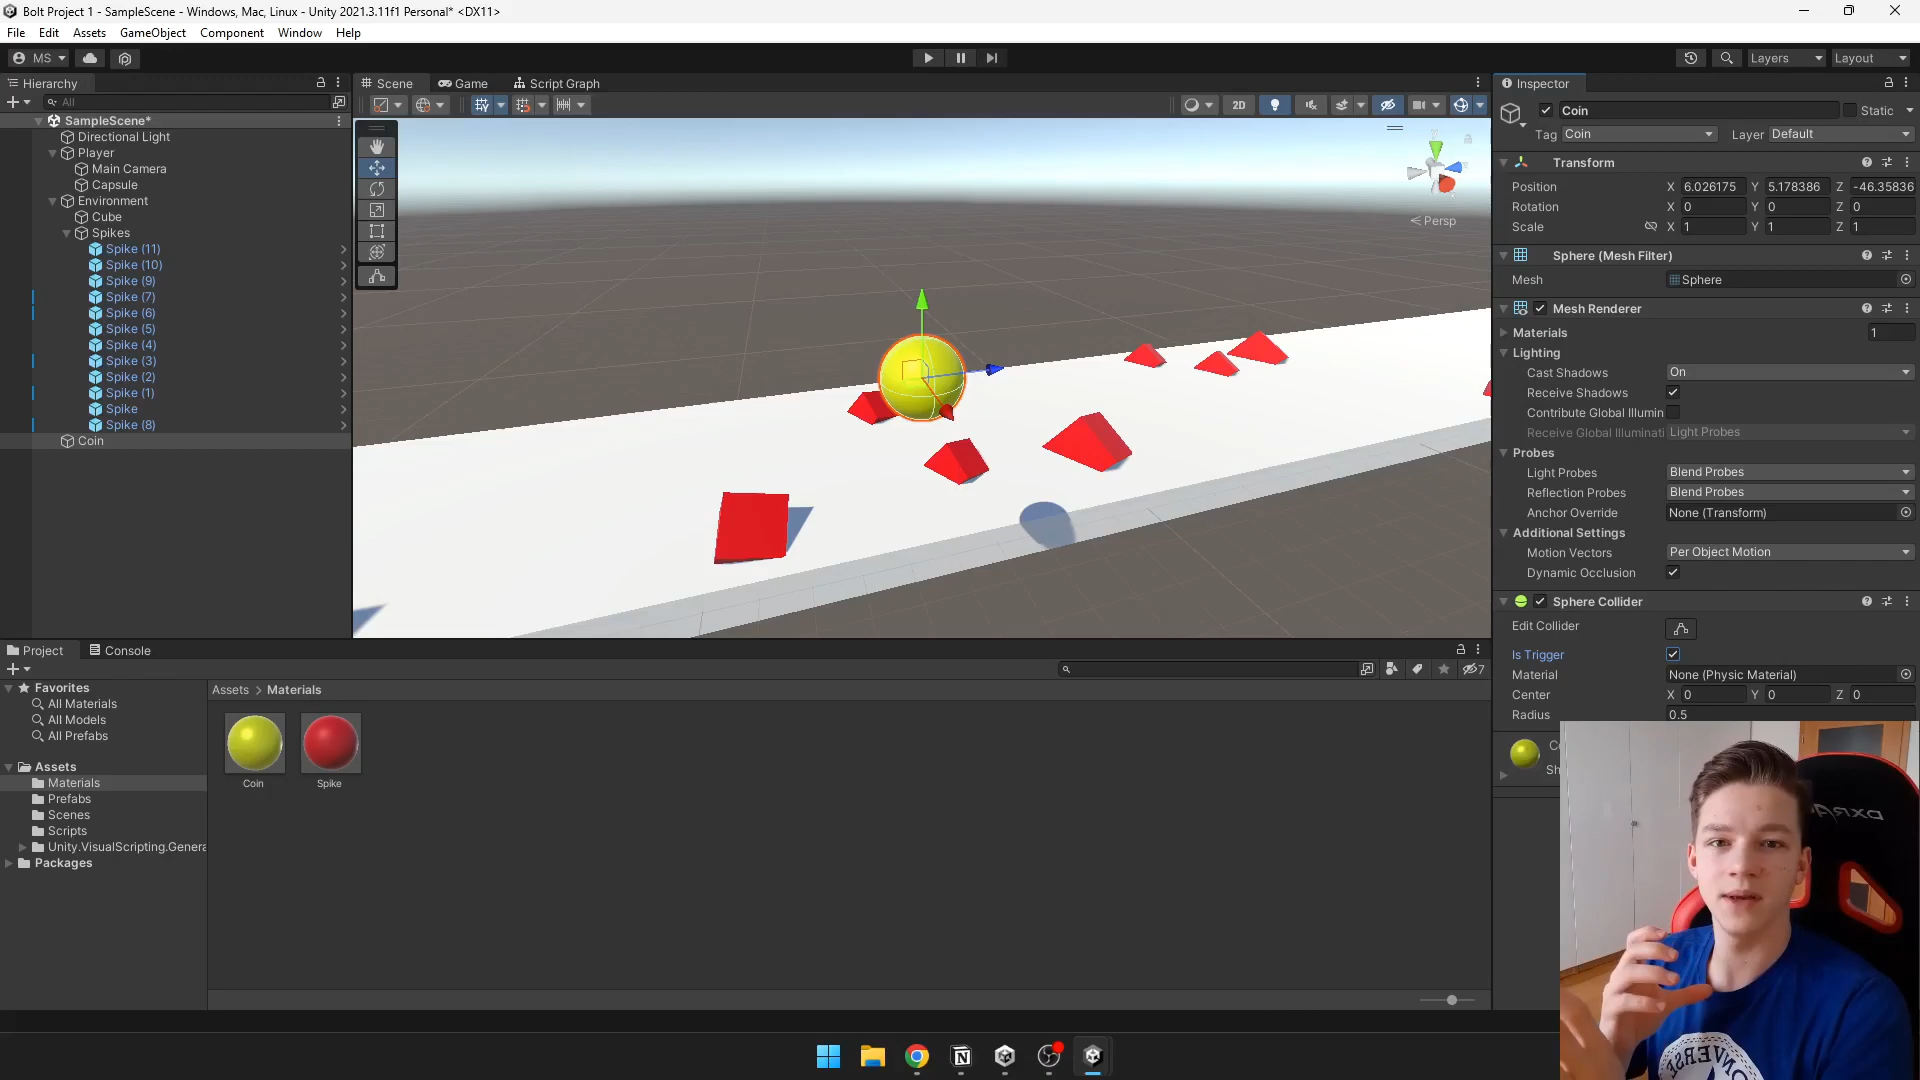 Bolt Project 1 - SampleScene - Windows, Mac, Linux - Unity 2021.3.11f1 Personal* <DX11>
File Edit Assets GameObject Component Window Help
MS Layers Layout
Hierarchy
All
SampleScene*
Directional Light
Player
Main Camera
Capsule
Environment
Cube
Spikes
Spike (11)
Spike (10)
Spike (9)
Spike (7)
Spike (6)
Spike (5)
Spike (4)
Spike (3)
Spike (2)
Spike (1)
Spike
Spike (8)
Coin
Scene Game Script Graph
2D
y
< Persp
Inspector
Coin Static
Tag Coin Layer Default
Transform
Position X 6.026175 Y 5.178386 Z -46.35836
Rotation X 0 Y 0 Z 0
Scale X 1 Y 1 Z 1
Sphere (Mesh Filter)
Mesh Sphere
Mesh Renderer
Materials 1
Lighting
Cast Shadows On
Receive Shadows
Contribute Global Illumin
Receive Global Illuminati Light Probes
Probes
Light Probes Blend Probes
Reflection Probes Blend Probes
Anchor Override None (Transform)
Additional Settings
Motion Vectors Per Object Motion
Dynamic Occlusion
Sphere Collider
Edit Collider
Is Trigger
Material None (Physic Material)
Center X 0 Y 0 Z 0
Radius 0.5
Project Console
7
Favorites
All Materials
All Models
All Prefabs
Assets
Materials
Prefabs
Scenes
Scripts
Unity.VisualScripting.Genera
Packages
Assets > Materials
Coin Spike
DXRA
CONVERSE